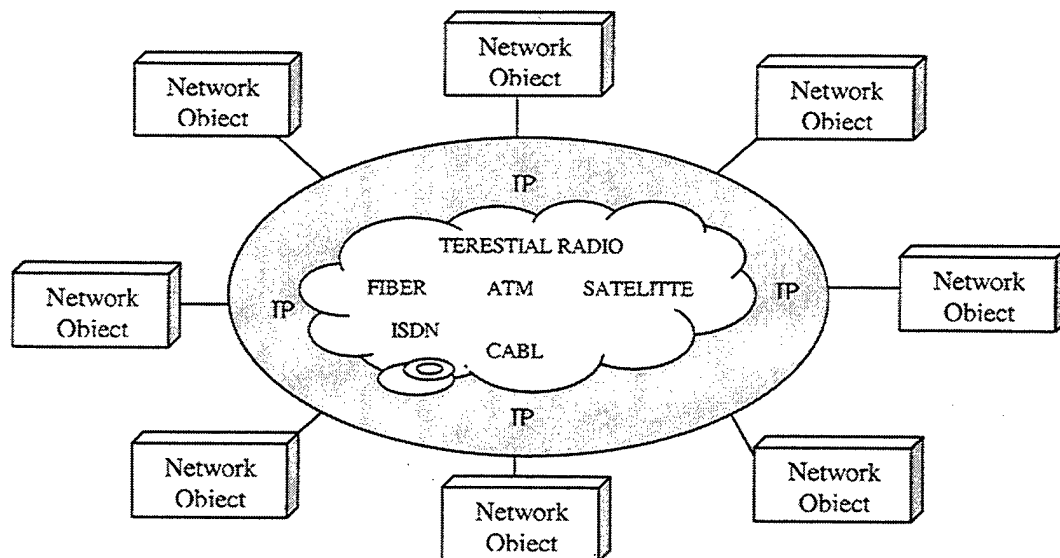 Network
Obiect
Network
Obiect
Network
Obiect
IP
TERESTIAL RADIO
Network
Obiect
IP
FIBER
ATM
SATELITTE
IP
Network
Obiect
ISDN
CABL
IP
Network
Obiect
Network
Obiect
Network
Obiect